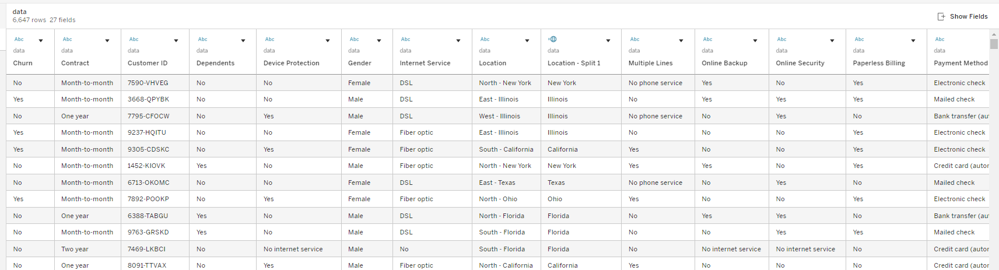 data
6,647 rows 27 fields
Show Fields
Abc Abc Abc Abc Abc Abc Abc Abc Abc Abc Abc Abc Abc
data data data data data data data data data data data data data data
Churn Contract Customer ID Dependents Device Protection Gender Internet Service Location Location - Split 1 Multiple Lines Online Backup Online Security Paperless Billing Payment Method
No Month-to-month 7590-VHVEG No No Female DSL North - New York New York No phone service Yes No Yes Electronic check
Yes Month-to-month 3668-QPYBK No No Male DSL East - Illinois Illinois No Yes Yes Yes Mailed check
No One year 7795-CFOCW No Yes Male DSL West - Illinois Illinois No phone service No Yes No Bank transfer (au
Yes Month-to-month 9237-HQITU No No Female Fiber optic East - Illinois Illinois No No No Yes Electronic check
Yes Month-to-month 9305-CDSKC No Yes Female Fiber optic South - California California Yes No No Yes Electronic check
No Month-to-month 1452-KIOVK Yes No Male Fiber optic North - New York New York Yes Yes No Yes Credit card (autor
No Month-to-month 6713-OKOMC No No Female DSL East - Texas Texas No phone service No Yes No Mailed check
Yes Month-to-month 7892-POOKP No Yes Female Fiber optic North - Ohio Ohio Yes No No Yes Electronic check
No One year 6388-TABGU Yes No Male DSL North - Florida Florida No Yes Yes No Bank transfer (au
No Month-to-month 9763-GRSKD Yes No Male DSL South - Florida Florida No No Yes Yes Mailed check
No Two year 7469-LKBCI No No internet service Male No South - Florida Florida No No internet service No internet service No Credit card (autor
No One year 8091-TTVAX No Yes Male Fiber optic North - California California Yes No No No Credit card (autor